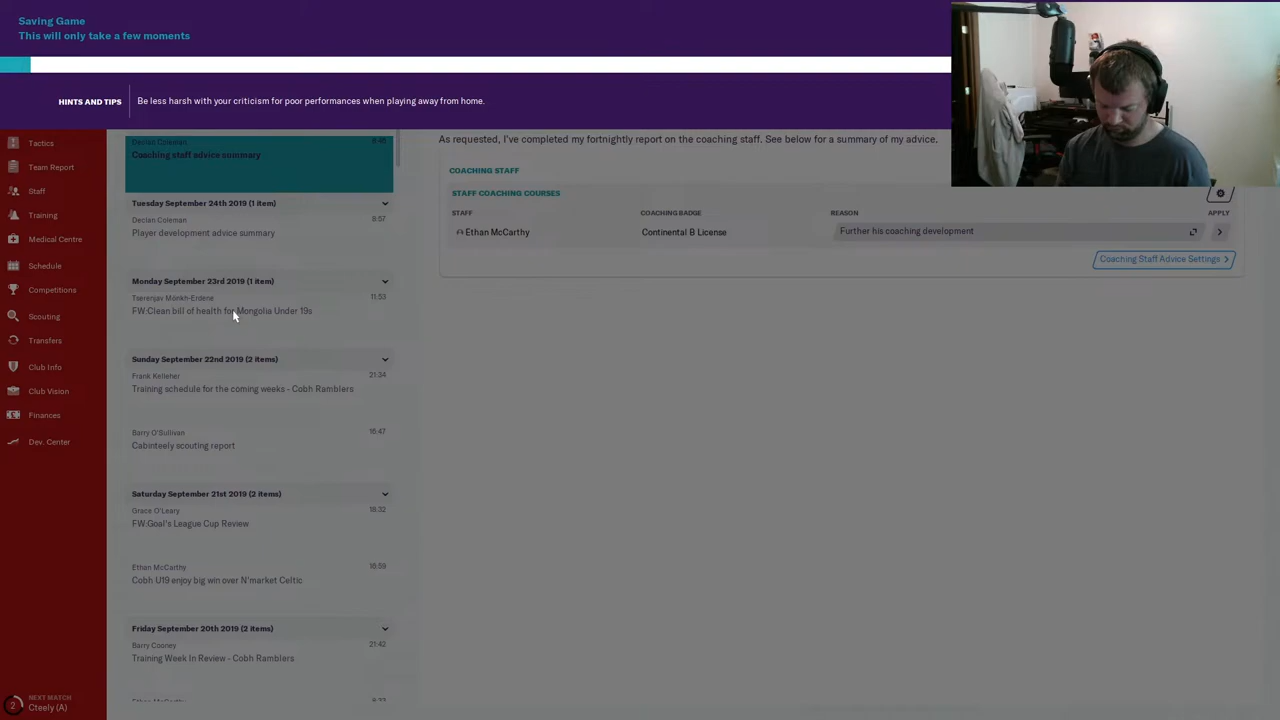 Saving Game
This will only take a few moments
HINTS AND TIPS
Be less harsh with your criticism for poor performances when playing away from home.
Tactics
Team Report
Staff
Training
Medical Centre
Schedule
Competitions
Scouting
Transfers
Club Info
Club Vision
Finances
Dev. Center
NEXT MATCH
2
Cteely (A)
Declan Coleman
9:46
Coaching staff advice summary
Tuesday September 24th 2019 (1 item)
Declan Coleman
9:57
Player development advice summary
Monday September 23rd 2019 (1 item)
Tserenjav Mönkh-Erdene
11:53
FW:Clean bill of health for Mongolia Under 19s
Sunday September 22nd 2019 (2 items)
Frank Kelleher
21:34
Training schedule for the coming weeks - Cobh Ramblers
Barry O'Sullivan
16:47
Cabinteely scouting report
Saturday September 21st 2019 (2 items)
Grace O'Leary
18:32
FW:Goal's League Cup Review
Ethan McCarthy
16:59
Cobh U19 enjoy big win over N'market Celtic
Friday September 20th 2019 (2 items)
Barry Cooney
21:42
Training Week In Review - Cobh Ramblers
Ethan McCarthy
As requested, I've completed my fortnightly report on the coaching staff. See below for a summary of my advice.
COACHING STAFF
STAFF COACHING COURSES
STAFF COACHING BADGE REASON APPLY
Ethan McCarthy Continental B License Further his coaching development
Coaching Staff Advice Settings